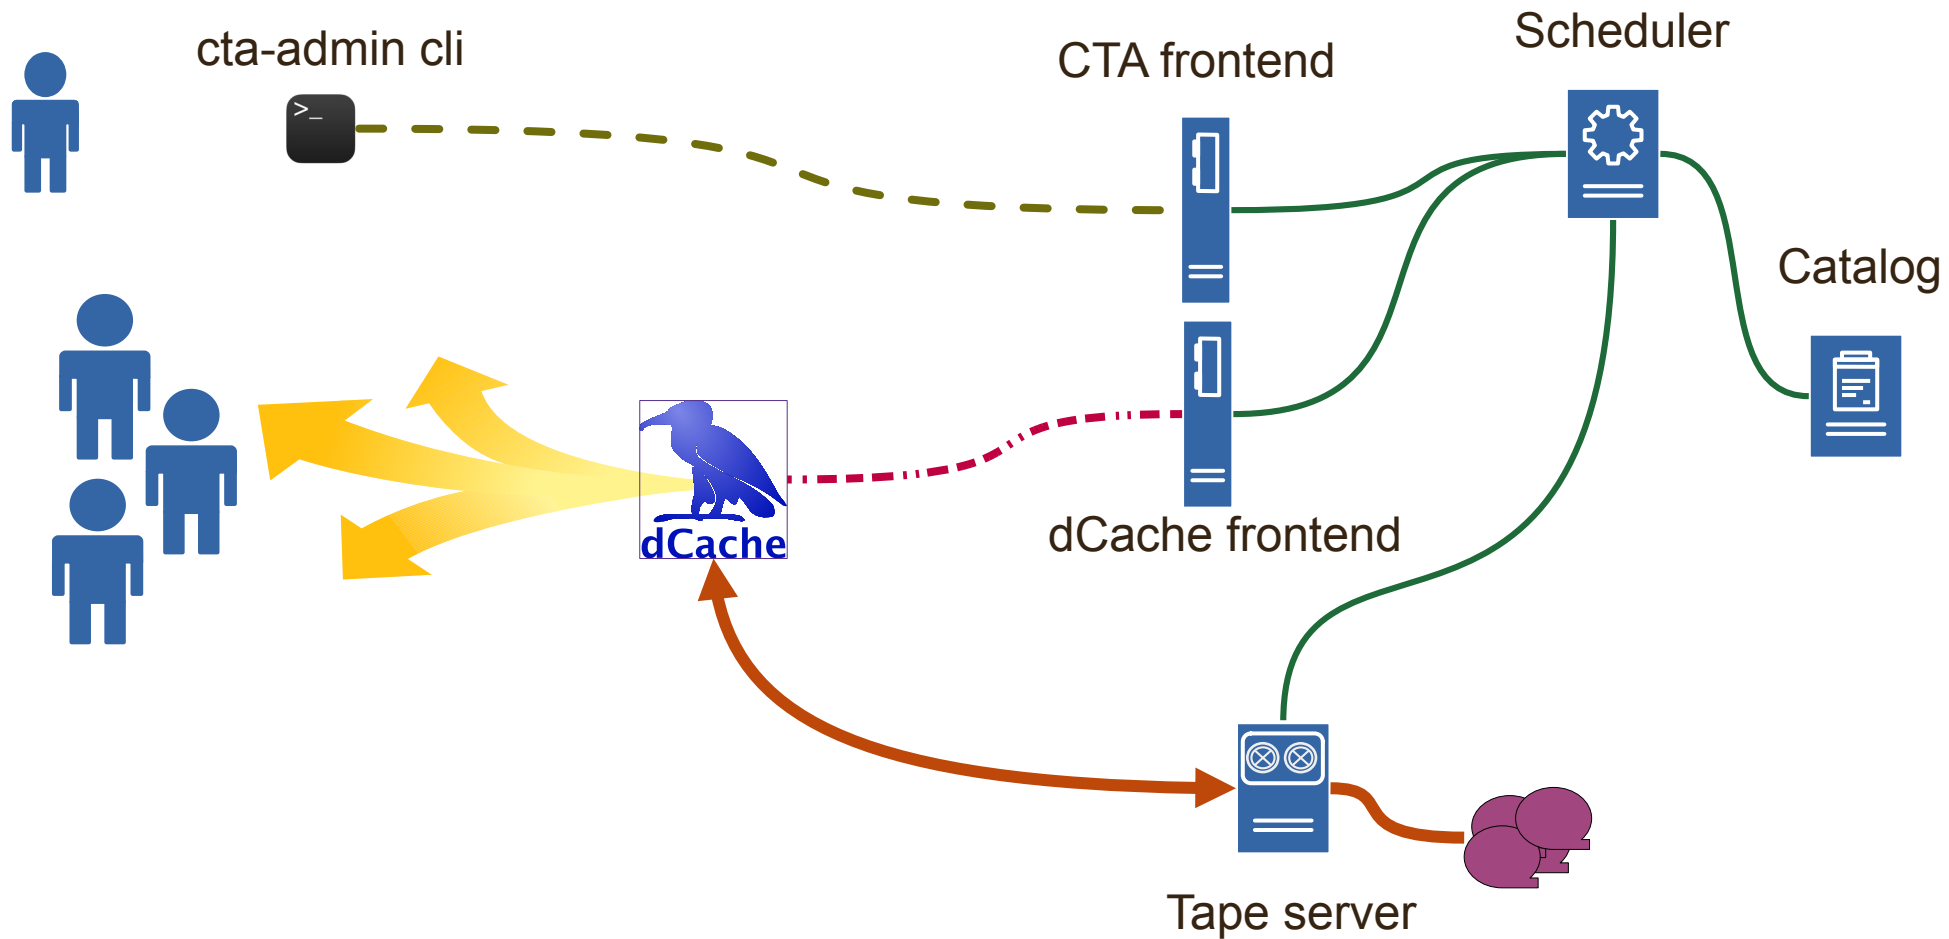 cta-admin cli
>_
CTA frontend
Scheduler
Catalog
dCache
dCache frontend
Tape server